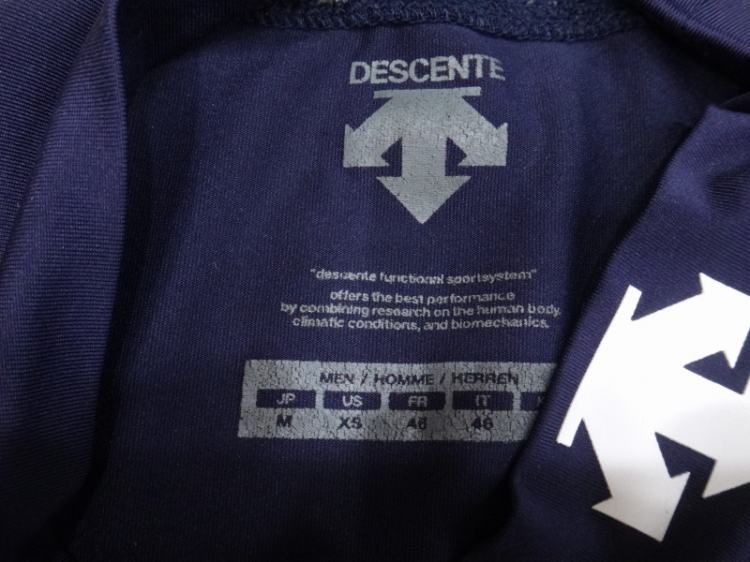 DESCENTE
"descente functional sportsystem"
offers the best performance
by combining research on the human body,
climatic conditions, and biomechanics.
MEN / HOMME / HERREN
JP US FR IT
M XS 46 46